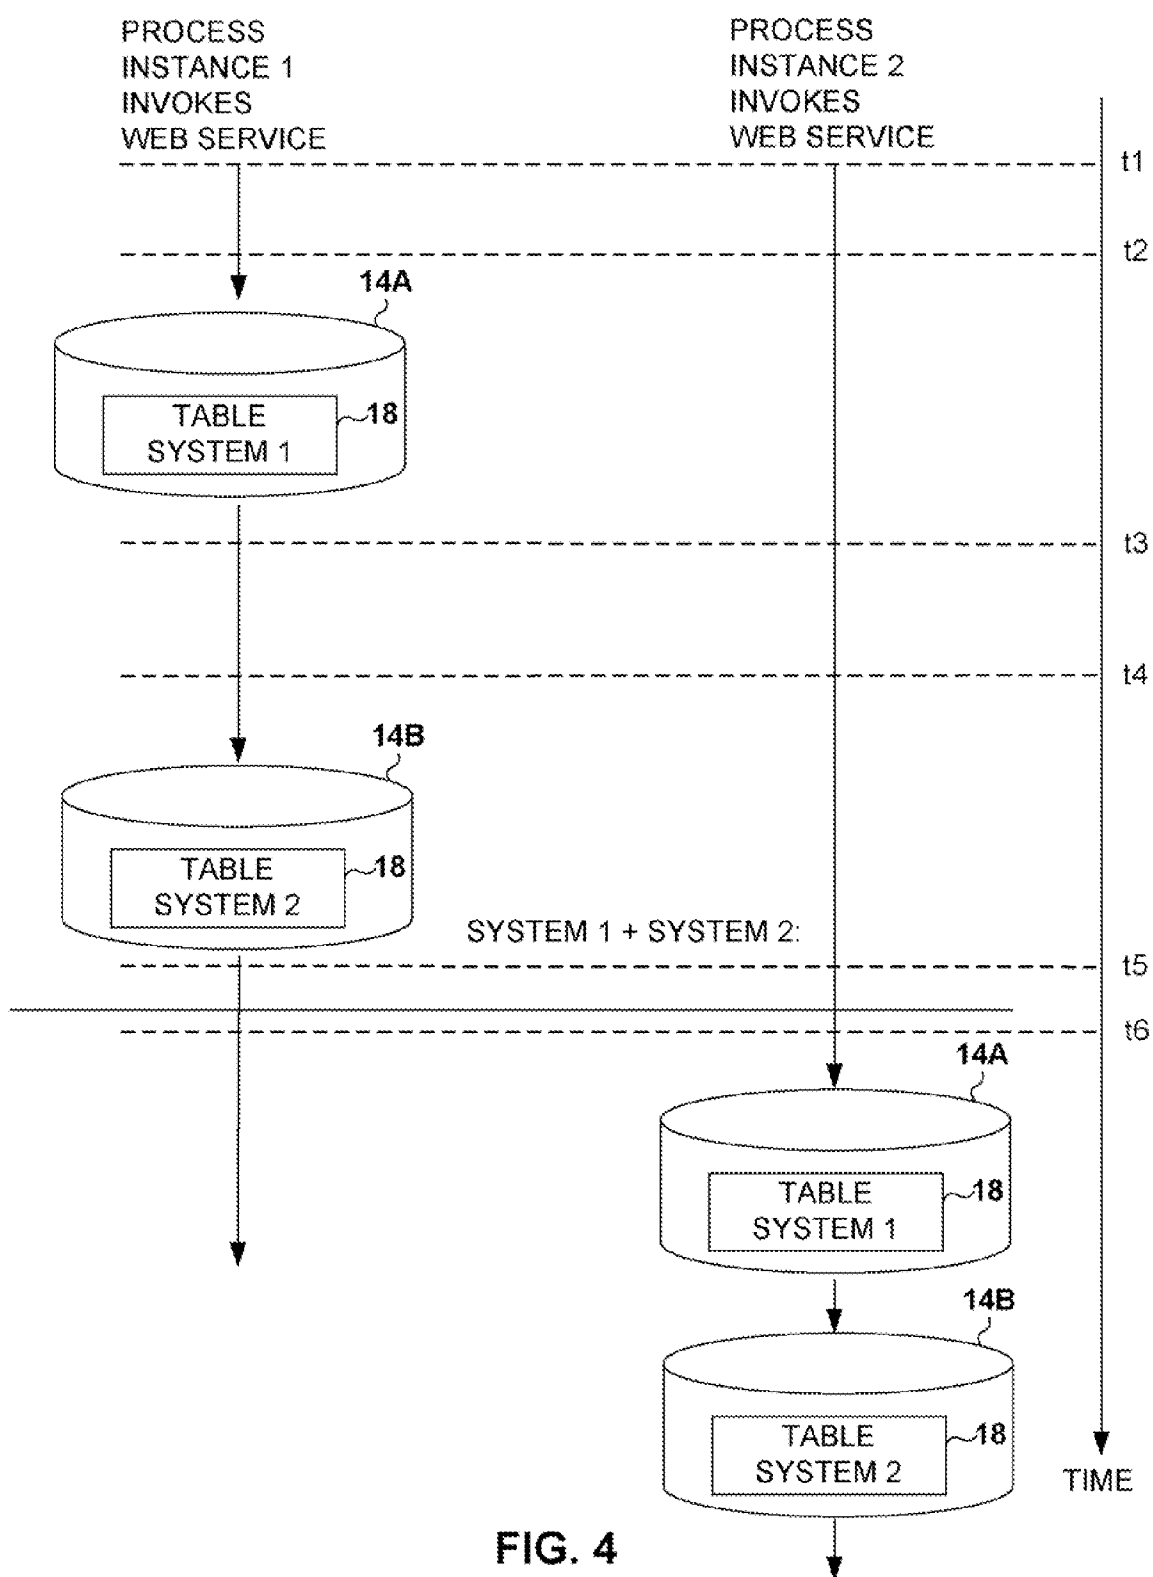 PROCESS
INSTANCE 1
INVOKES
WEB SERVICE
PROCESS
INSTANCE 2
INVOKES
WEB SERVICE
t1
t2
14A
TABLE
SYSTEM 1
18
t3
t4
14B
TABLE
SYSTEM 2
18
SYSTEM 1 + SYSTEM 2:
t5
t6
14A
TABLE
SYSTEM 1
18
14B
TABLE
SYSTEM 2
18
TIME
FIG. 4